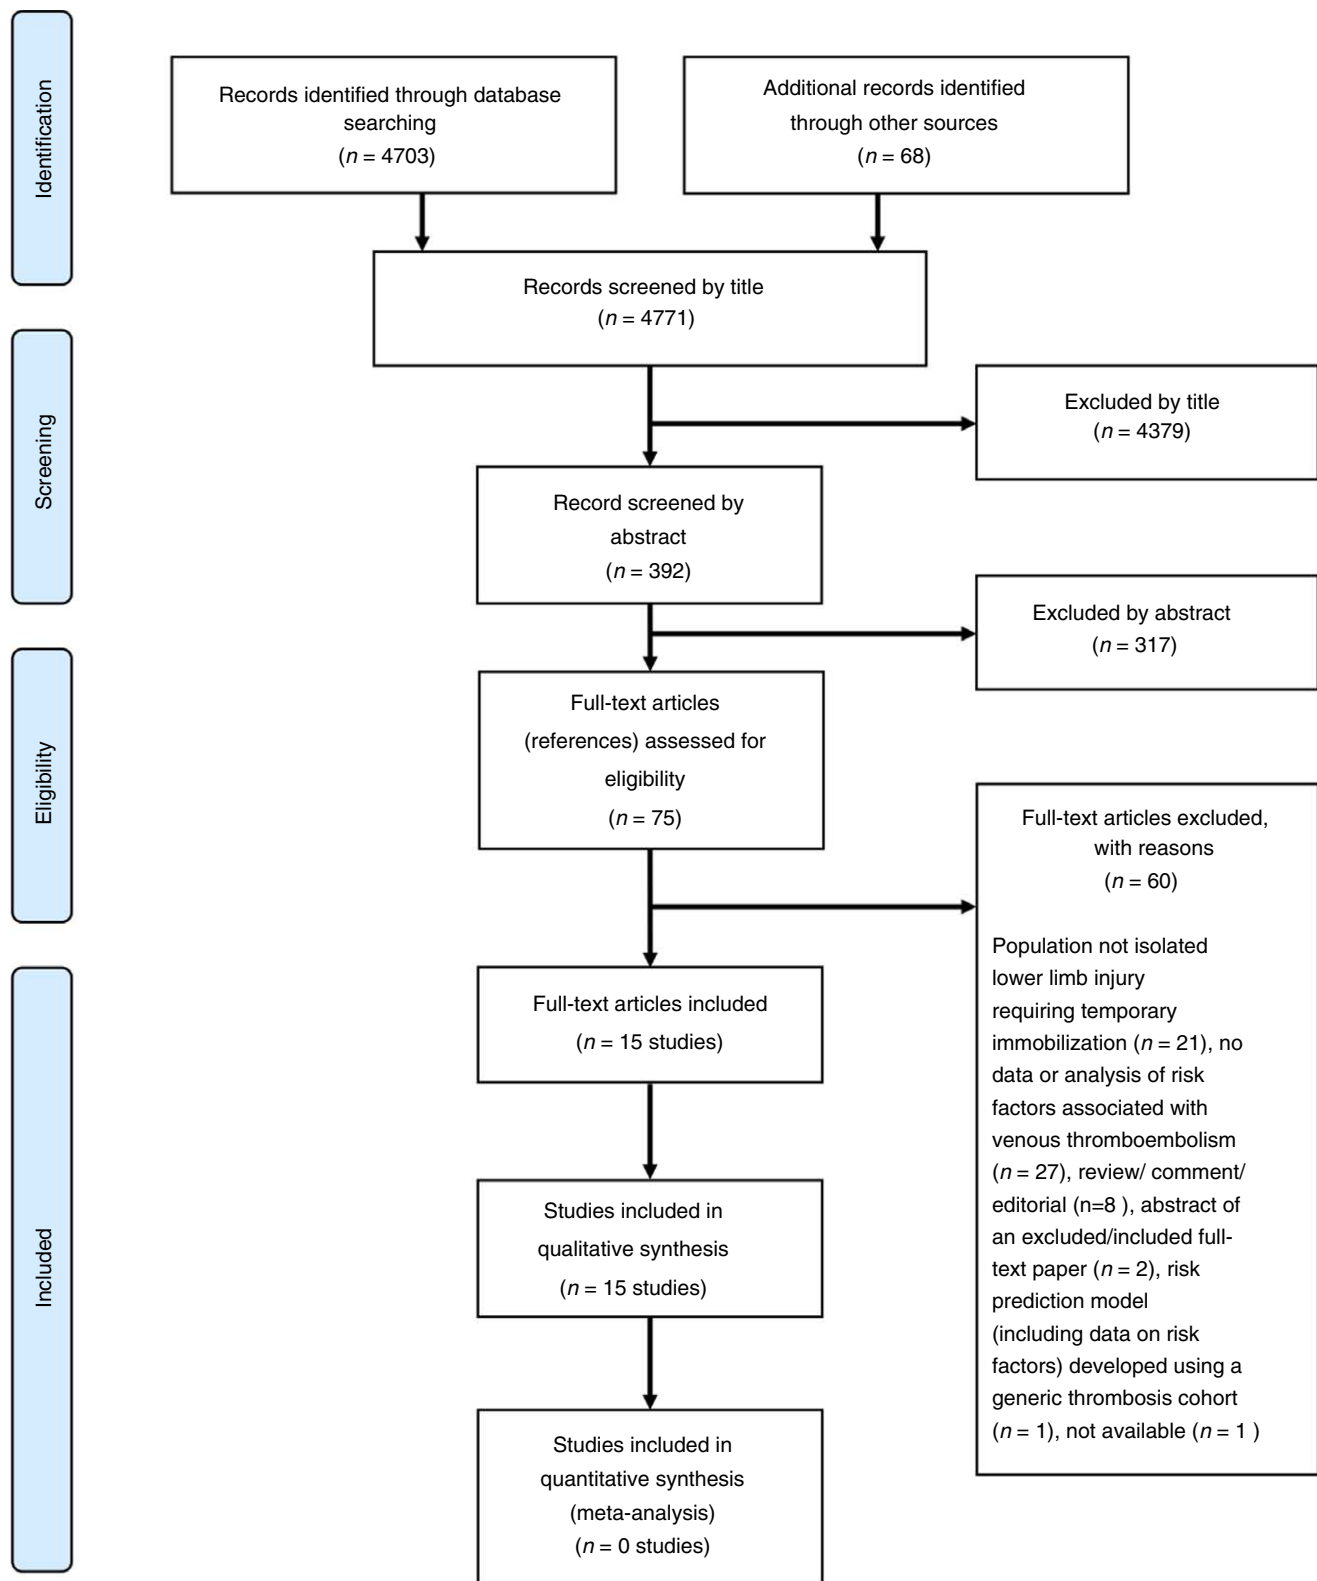 Identification
Records identified through database
searching
(n = 4703)
Additional records identified
through other sources
(n = 68)
Records screened by title
(n = 4771)
Screening
Excluded by title
(n = 4379)
Record screened by
abstract
(n = 392)
Excluded by abstract
(n = 317)
Eligibility
Full-text articles
(references) assessed for
eligibility
(n = 75)
Full-text articles excluded,
with reasons
(n = 60)
Population not isolated
lower limb injury
requiring temporary
immobilization (n = 21), no
data or analysis of risk
factors associated with
venous thromboembolism
(n = 27), review/ comment/
editorial (n=8 ), abstract of
an excluded/included full-
text paper (n = 2), risk
prediction model
(including data on risk
factors) developed using a
generic thrombosis cohort
(n = 1), not available (n = 1 )
Included
Full-text articles included
(n = 15 studies)
Studies included in
qualitative synthesis
(n = 15 studies)
Studies included in
quantitative synthesis
(meta-analysis)
(n = 0 studies)